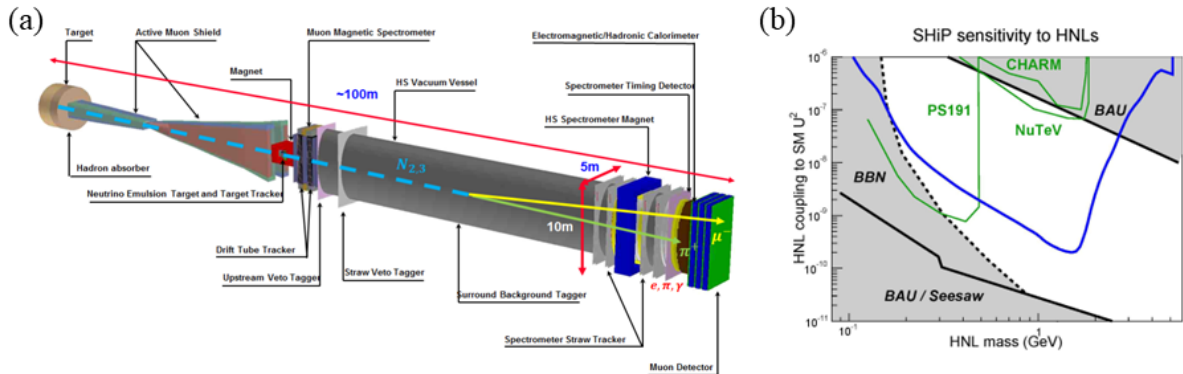 (a)
Target
Active Muon Shield
Muon Magnetic Spectrometer
Electromagnetic/Hadronic Calorimeter
Magnet
HS Vacuum Vessel
~100m
Spectrometer Timing Detector
HS Spectrometer Magnet
Hadron absorber
N2,3
5m
Neutrino Emulsion Target and Target Tracker
10m
μ⁻
π⁺
Drift Tube Tracker
Upstream Veto Tagger
Straw Veto Tagger
Surround Background Tagger
e, π, γ
Spectrometer Straw Tracker
Muon Detector
(b)
SHiP sensitivity to HNLs
HNL coupling to SM U²
10⁻⁶
10⁻⁷
10⁻⁸
10⁻⁹
10⁻¹⁰
10⁻¹¹
CHARM
BAU
PS191
NuTeV
BBN
BAU / Seesaw
10⁻¹
1
HNL mass (GeV)